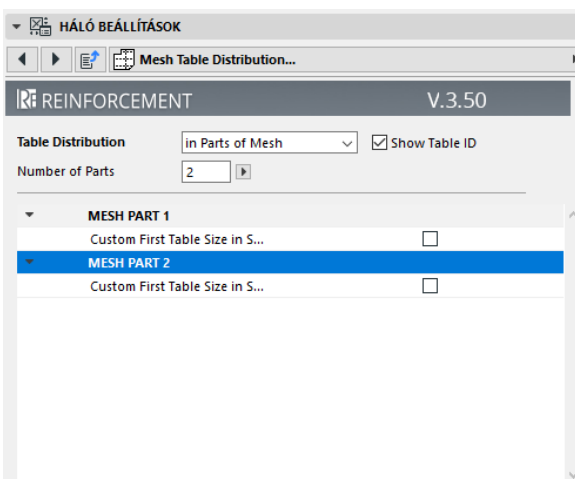 HÁLÓ BEÁLLÍTÁSOK
Mesh Table Distribution...
REINFORCEMENT V.3.50
Table Distribution in Parts of Mesh Show Table ID
Number of Parts 2
MESH PART 1
Custom First Table Size in S...
MESH PART 2
Custom First Table Size in S...